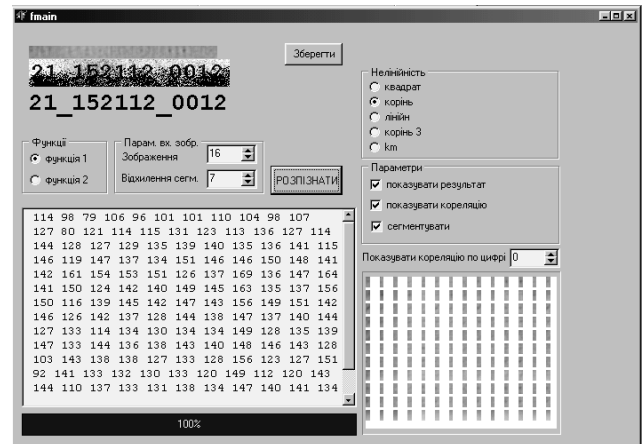 fmain
21_152112_0012
21_152112_0012
Зберегти
Функції
функція 1
функція 2
Парам. вх. зобр.
Зображення 16
Відхилення сегм. 7
РОЗПІЗНАТИ
Нелінійність
квадрат
корінь
лінійн
корінь 3
km
Параметри
показувати результат
показувати кореляцію
сегментувати
Показувати кореляцію по цифрі 0
114 98 79 106 96 101 101 110 104 98 107
127 80 121 114 115 131 123 113 136 127 114
144 128 127 129 135 139 140 135 136 141 115
146 119 147 137 134 151 146 146 150 148 141
142 161 154 153 151 126 137 169 136 147 164
141 150 124 142 140 149 145 163 135 137 156
150 116 139 145 142 147 143 156 149 151 142
146 126 142 137 128 144 138 147 137 140 144
127 133 114 134 130 134 134 149 128 135 139
147 133 144 136 138 143 140 148 146 143 128
103 143 138 138 127 133 128 156 123 127 151
92 141 133 132 130 133 120 149 112 120 143
144 110 137 133 131 138 134 147 140 141 134
100%